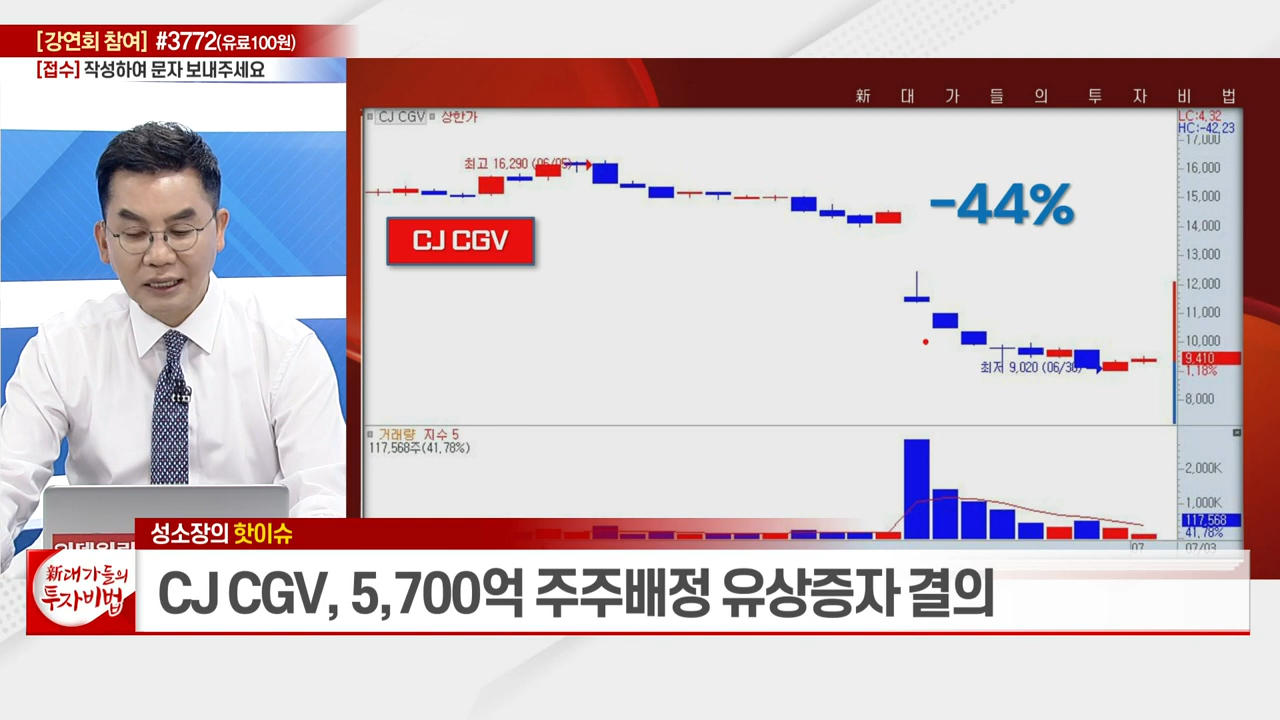 [강연회 참여] #3772(유료100원)
[접수] 작성하여 문자 보내주세요
新 대 가 들 의 투 자 비 법
CJ CGV 상한가
LC:4.32
HC:-42.23
17,000
최고 16,290 (06/05)
16,000
15,000
-44%
14,000
CJ CGV
13,000
12,000
11,000
10,000
9,410
최저 9,020 (06/30)
1.18%
8,000
거래량 지수 5
117,568주(41.78%)
2,000K
1,000K
117,568
41.78%
07
07/03
성소장의 핫이슈
新대가들의
투자비법
CJ CGV, 5,700억 주주배정 유상증자 결의